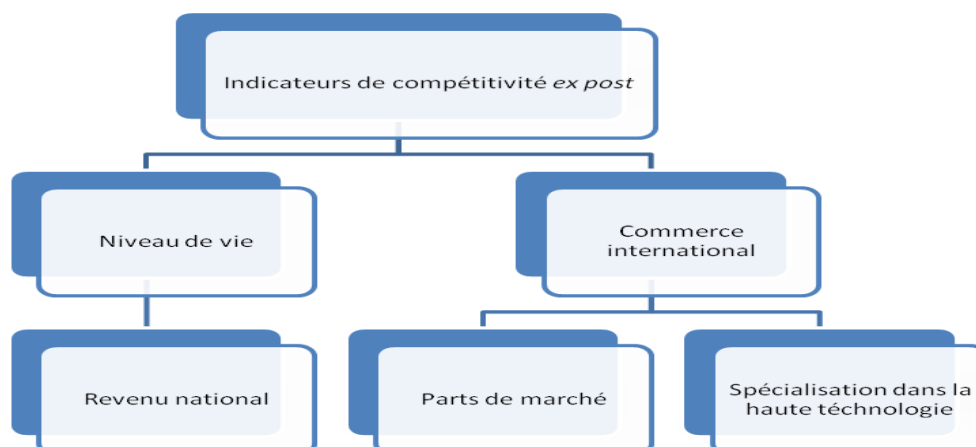 Indicateurs de compétitivité ex post
Niveau de vie
Commerce
international
Revenu national
Parts de marché
Spécialisation dans la
haute téchnologie